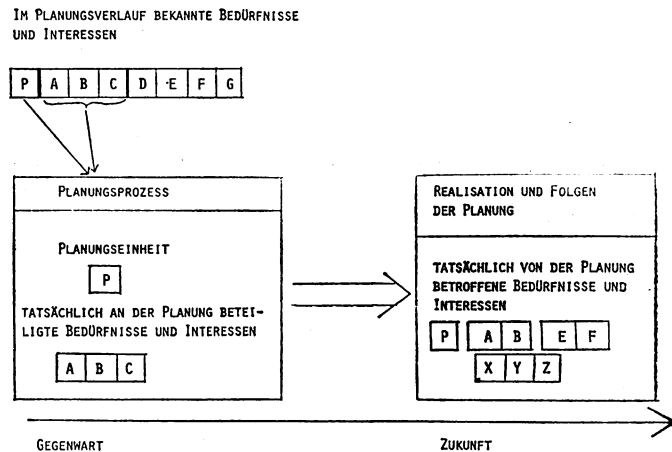 IM PLANUNGSVERLAUF BEKANNTE BEDÜRFNISSE
UND INTERESSEN
P A B C D E F G
PLANUNGSPROZESS
PLANUNGSEINHEIT
P
TATSÄCHLICH AN DER PLANUNG BETEI-
LIGTE BEDÜRFNISSE UND INTERESSEN
A B C
REALISATION UND FOLGEN
DER PLANUNG
TATSÄCHLICH VON DER PLANUNG
BETROFFENE BEDÜRFNISSE UND
INTERESSEN
P A B E F
X Y Z
GEGENWART
ZUKUNFT